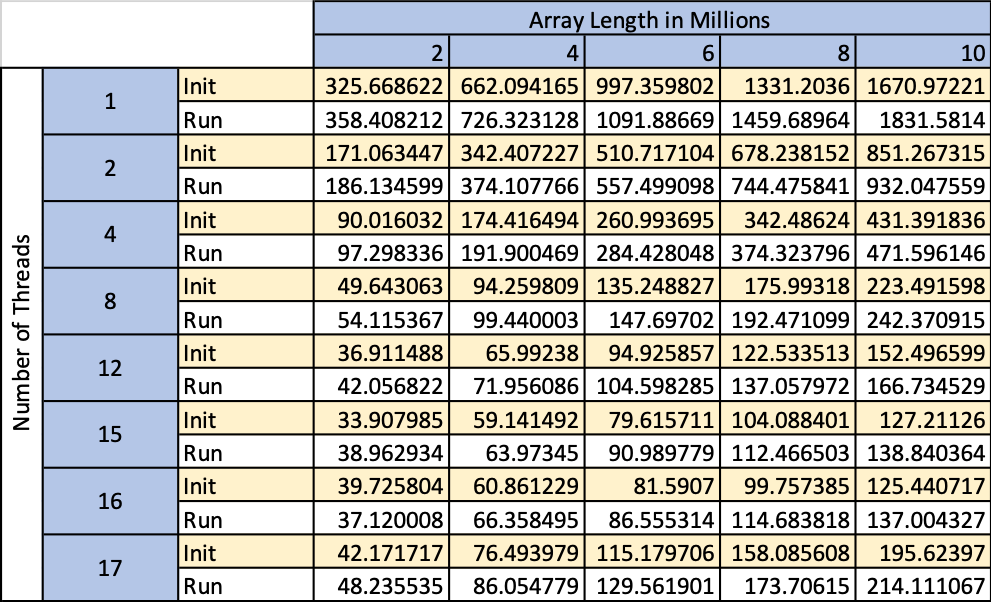 Array Length in Millions
2 4 6 8 10
Number of Threads
1
Init 325.668622 662.094165 997.359802 1331.2036 1670.97221
Run 358.408212 726.323128 1091.88669 1459.68964 1831.5814
2
Init 171.063447 342.407227 510.717104 678.238152 851.267315
Run 186.134599 374.107766 557.499098 744.475841 932.047559
4
Init 90.016032 174.416494 260.993695 342.48624 431.391836
Run 97.298336 191.900469 284.428048 374.323796 471.596146
8
Init 49.643063 94.259809 135.248827 175.99318 223.491598
Run 54.115367 99.440003 147.69702 192.471099 242.370915
12
Init 36.911488 65.99238 94.925857 122.533513 152.496599
Run 42.056822 71.956086 104.598285 137.057972 166.734529
15
Init 33.907985 59.141492 79.615711 104.088401 127.21126
Run 38.962934 63.97345 90.989779 112.466503 138.840364
16
Init 39.725804 60.861229 81.5907 99.757385 125.440717
Run 37.120008 66.358495 86.555314 114.683818 137.004327
17
Init 42.171717 76.493979 115.179706 158.085608 195.62397
Run 48.235535 86.054779 129.561901 173.70615 214.111067